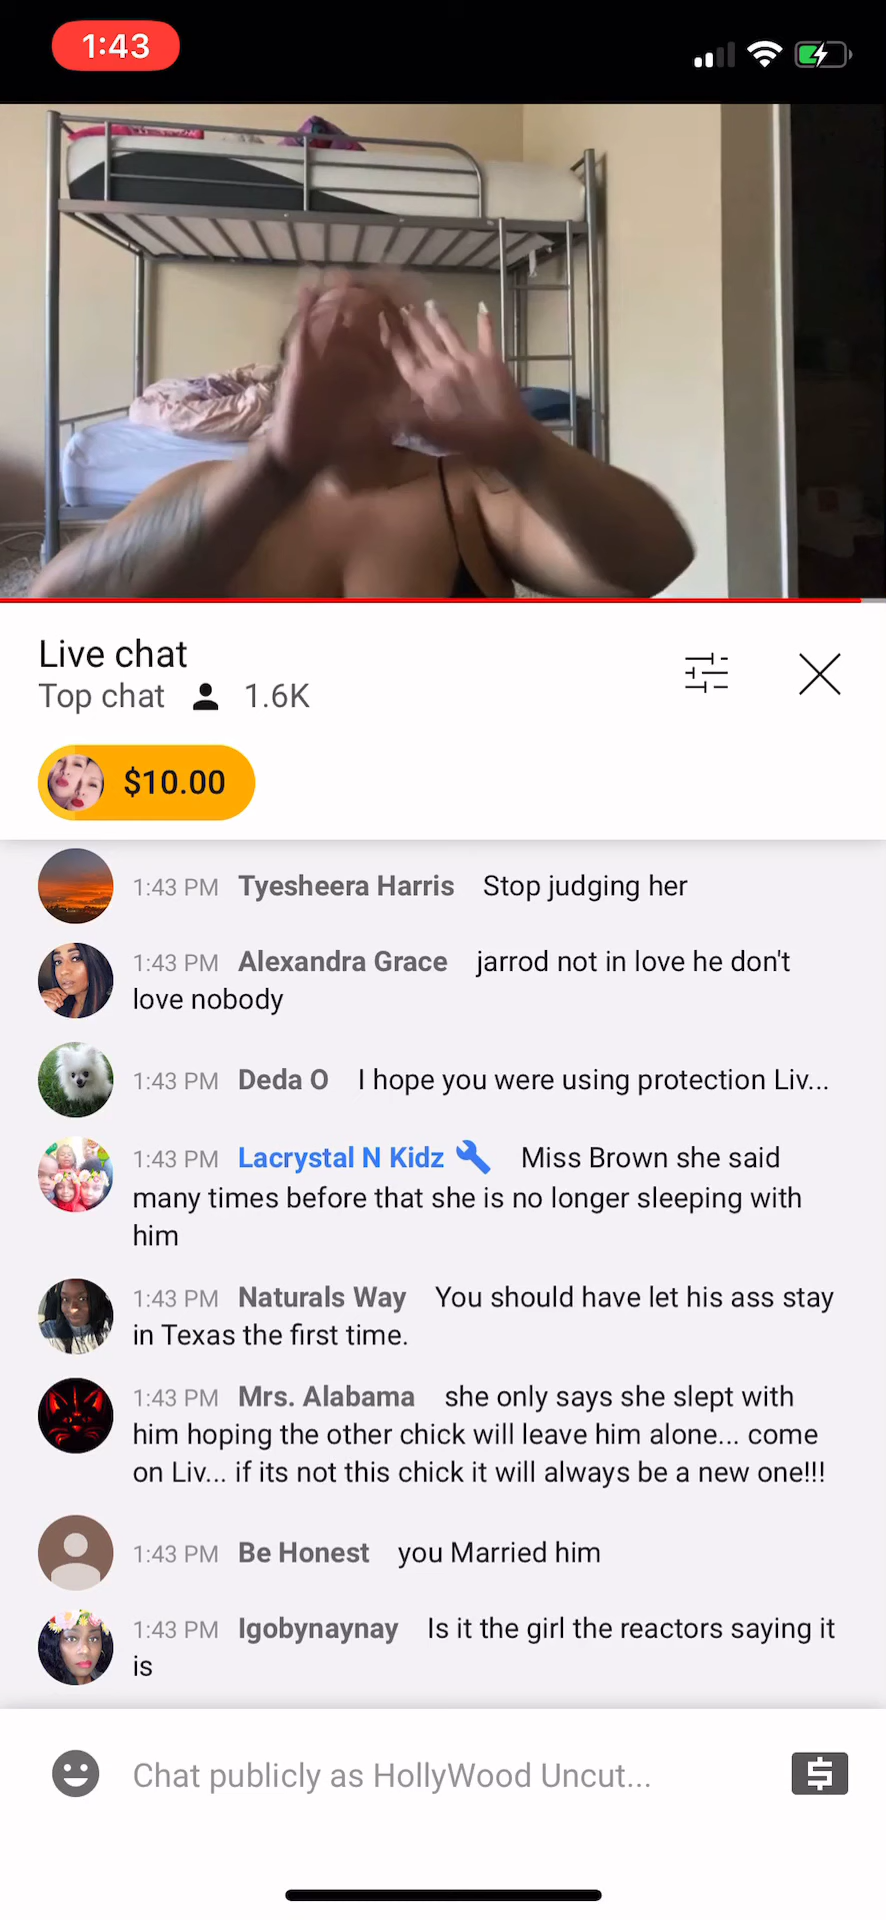 1:43
Live chat
Top chat 1.6K
$10.00
1:43 PM Tyesheera Harris Stop judging her
1:43 PM Alexandra Grace jarrod not in love he don't
love nobody
1:43 PM Deda O I hope you were using protection Liv...
1:43 PM Lacrystal N Kidz Miss Brown she said
many times before that she is no longer sleeping with
him
1:43 PM Naturals Way You should have let his ass stay
in Texas the first time.
1:43 PM Mrs. Alabama she only says she slept with
him hoping the other chick will leave him alone... come
on Liv... if its not this chick it will always be a new one!!!
1:43 PM Be Honest you Married him
1:43 PM Igobynaynay Is it the girl the reactors saying it
is
Chat publicly as HollyWood Uncut...